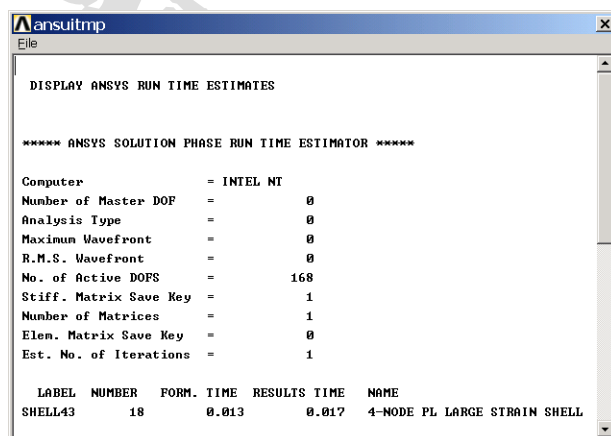 ansuitmp
File
DISPLAY ANSYS RUN TIME ESTIMATES
***** ANSYS SOLUTION PHASE RUN TIME ESTIMATOR *****
Computer = INTEL NT
Number of Master DOF = 0
Analysis Type = 0
Maximum Wavefront = 0
R.M.S. Wavefront = 0
No. of Active DOFS = 168
Stiff. Matrix Save Key = 1
Number of Matrices = 1
Elem. Matrix Save Key = 0
Est. No. of Iterations = 1
LABEL NUMBER FORM. TIME RESULTS TIME NAME
SHELL43 18 0.013 0.017 4-NODE PL LARGE STRAIN SHELL